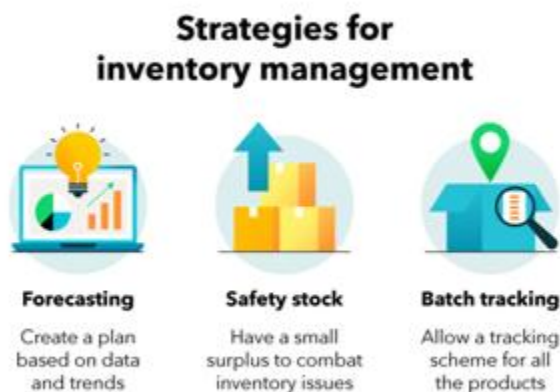 Strategies for
inventory management
Forecasting
Create a plan
based on data
and trends
Safety stock
Have a small
surplus to combat
inventory issues
Batch tracking
Allow a tracking
scheme for all
the products